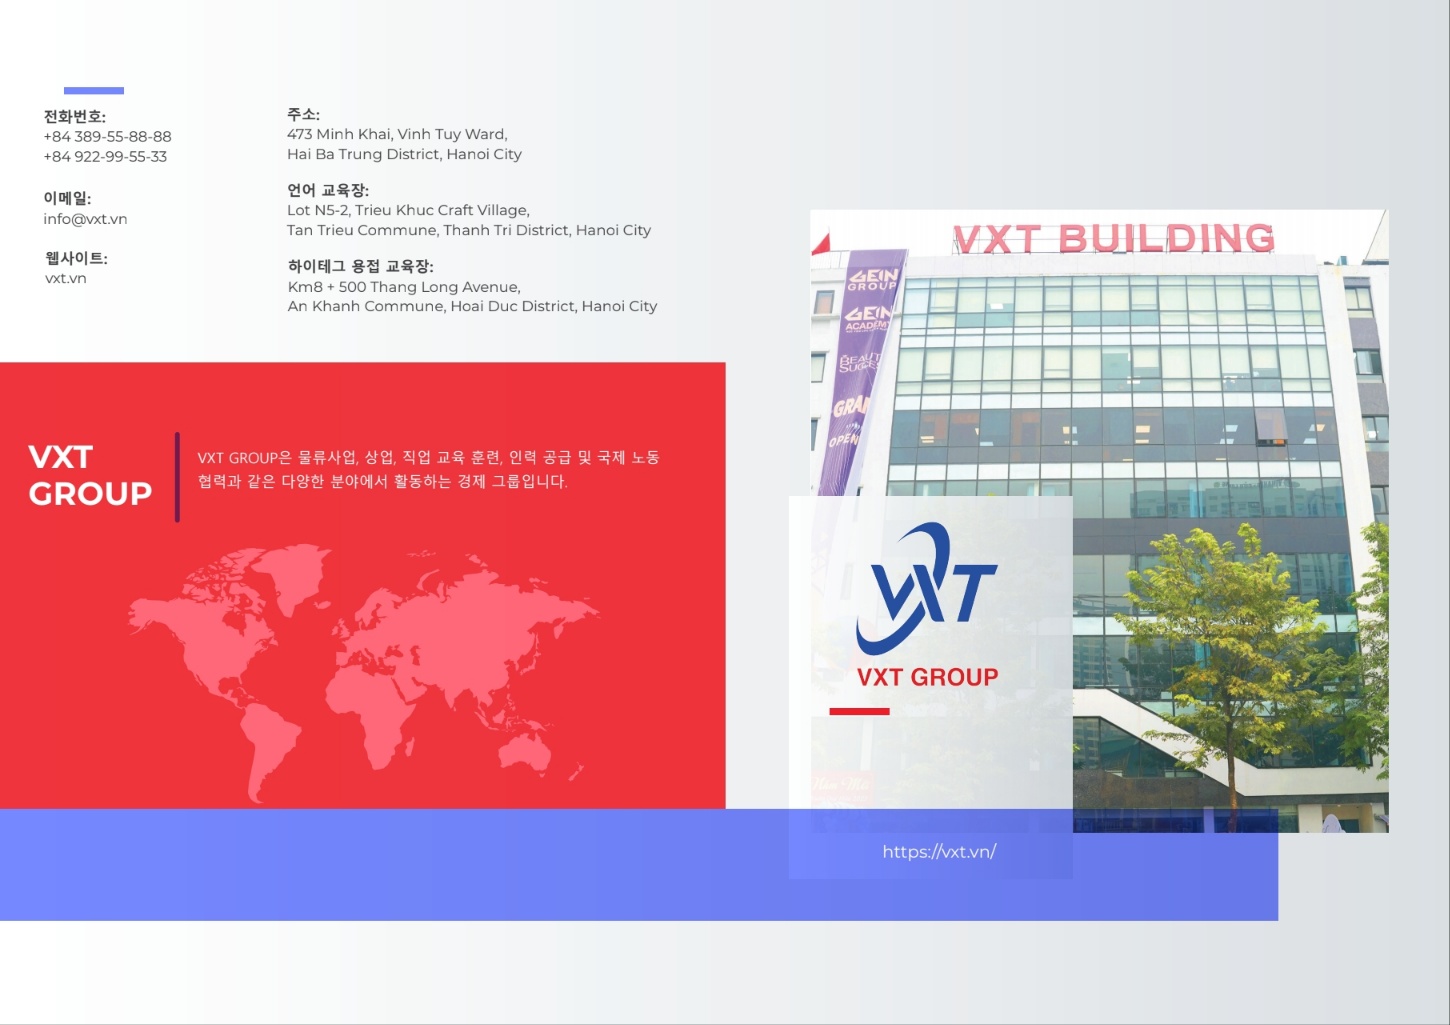 전화번호:
+84 389-55-88-88
+84 922-99-55-33
이메일:
info@vxt.vn
웹사이트:
vxt.vn
주소:
473 Minh Khai, Vinh Tuy Ward,
Hai Ba Trung District, Hanoi City
언어 교육장:
Lot N5-2, Trieu Khuc Craft Village,
Tan Trieu Commune, Thanh Tri District, Hanoi City
하이테그 용접 교육장:
Km8 + 500 Thang Long Avenue,
An Khanh Commune, Hoai Duc District, Hanoi City
VXT
GROUP
VXT GROUP은 물류사업, 상업, 직업 교육 훈련, 인력 공급 및 국제 노동
협력과 같은 다양한 분야에서 활동하는 경제 그룹입니다.
VXT BUILDING
GEIN
GROUP
GEIN
ACADEMY
BEAUT
SUCCES
GRAN
OPEN
VXT
VXT GROUP
https://vxt.vn/